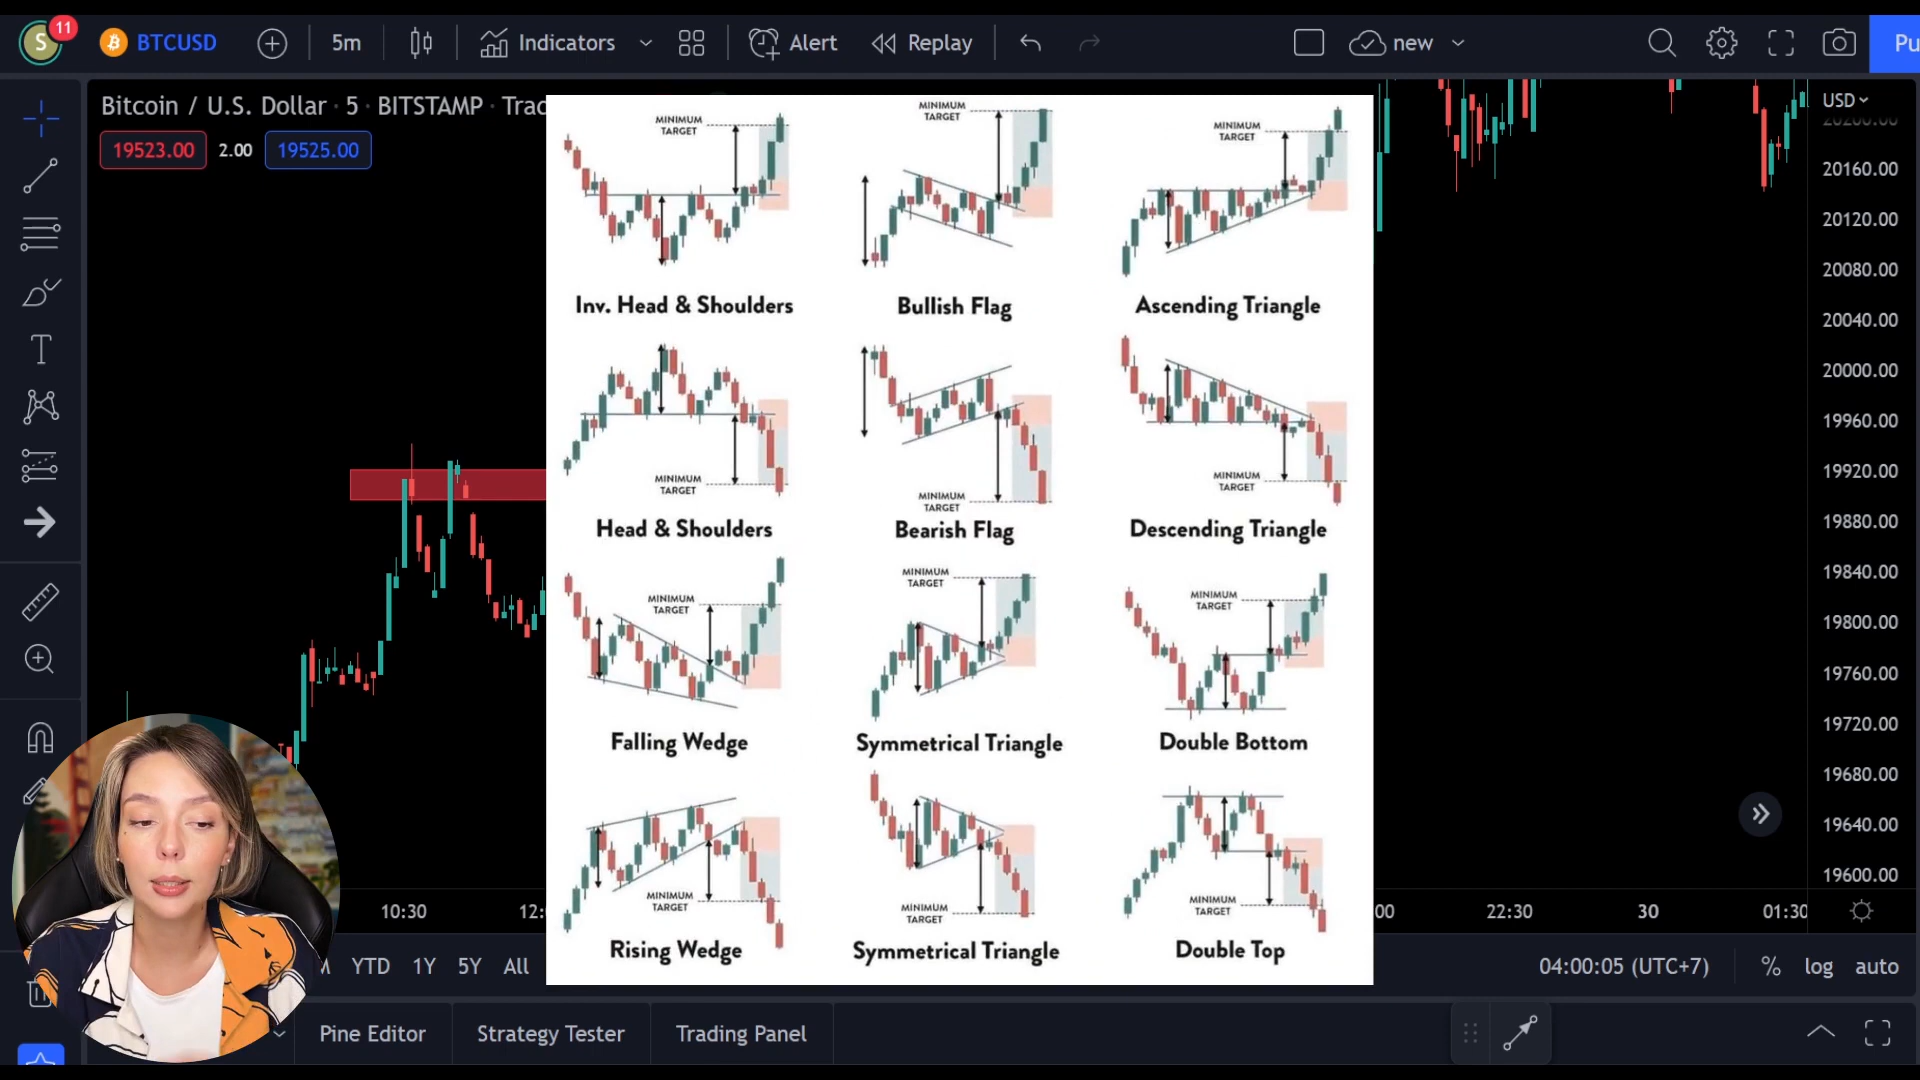 S
11
BTCUSD
5m
Indicators
Alert
Replay
new
Pu
Bitcoin / U.S. Dollar · 5 · BITSTAMP · Trad
19523.00
2.00
19525.00
USD
20200.00
20160.00
20120.00
20080.00
20040.00
20000.00
19960.00
19920.00
19880.00
19840.00
19800.00
19760.00
19720.00
19680.00
19640.00
19600.00
MINIMUM
TARGET
MINIMUM
TARGET
MINIMUM
TARGET
Inv. Head & Shoulders
Bullish Flag
Ascending Triangle
MINIMUM
TARGET
MINIMUM
TARGET
MINIMUM
TARGET
Head & Shoulders
Bearish Flag
Descending Triangle
MINIMUM
TARGET
MINIMUM
TARGET
MINIMUM
TARGET
Falling Wedge
Symmetrical Triangle
Double Bottom
MINIMUM
TARGET
MINIMUM
TARGET
MINIMUM
TARGET
Rising Wedge
Symmetrical Triangle
Double Top
10:30
12:
00
22:30
30
01:30
YTD
1Y
5Y
All
04:00:05 (UTC+7)
%
log
auto
Pine Editor
Strategy Tester
Trading Panel